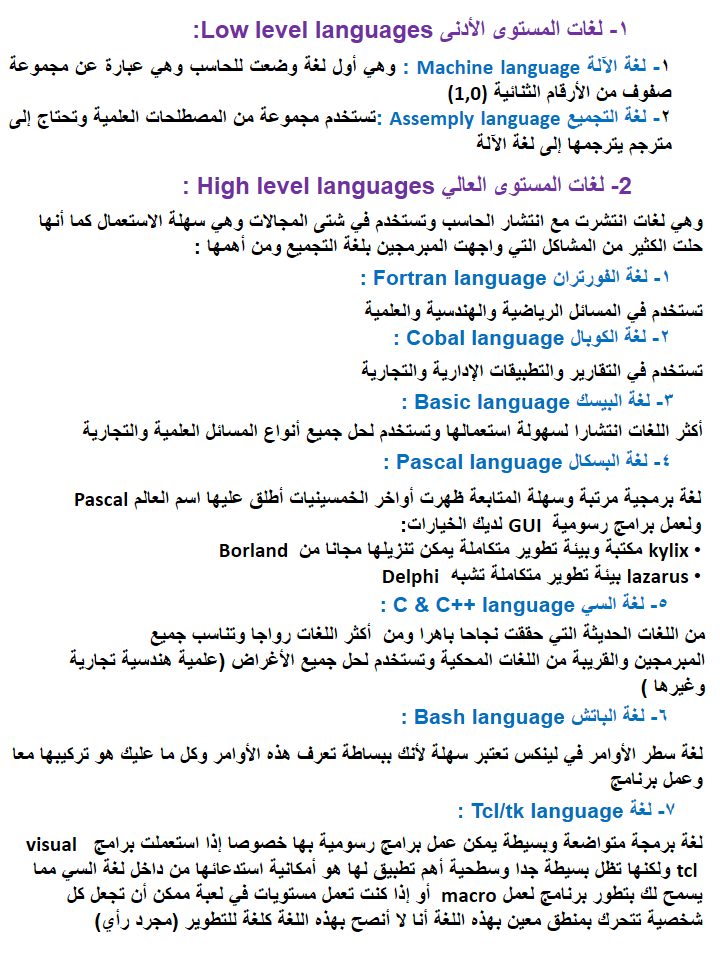 ١- لغات المستوى الأدنى Low level languages:
١- لغة الآلة Machine language : وهي أول لغة وضعت للحاسب وهي عبارة عن مجموعة
صفوف من الأرقام الثنائية (1,0)
٢- لغة التجميع Assemply language :تستخدم مجموعة من المصطلحات العلمية وتحتاج إلى
مترجم يترجمها إلى لغة الآلة
2- لغات المستوى العالي High level languages :
وهي لغات انتشرت مع انتشار الحاسب وتستخدم في شتى المجالات وهي سهلة الاستعمال كما أنها
حلت الكثير من المشاكل التي واجهت المبرمجين بلغة التجميع ومن أهمها :
١- لغة الفورتران Fortran language :
تستخدم في المسائل الرياضية والهندسية والعلمية
٢- لغة الكوبال Cobal language :
تستخدم في التقارير والتطبيقات الإدارية والتجارية
٣- لغة البيسك Basic language :
أكثر اللغات انتشارا لسهولة استعمالها وتستخدم لحل جميع أنواع المسائل العلمية والتجارية
٤- لغة البسكال Pascal language :
لغة برمجية مرتبة وسهلة المتابعة ظهرت أواخر الخمسينيات أطلق عليها اسم العالم Pascal
ولعمل برامج رسومية GUI لديك الخيارات:
• kylix مكتبة وبيئة تطوير متكاملة يمكن تنزيلها مجانا من Borland
• lazarus بيئة تطوير متكاملة تشبه Delphi
٥- لغة السي C & C++ language :
من اللغات الحديثة التي حققت نجاحا باهرا ومن أكثر اللغات رواجا وتناسب جميع
المبرمجين والقريبة من اللغات المحكية وتستخدم لحل جميع الأغراض (علمية هندسية تجارية
وغيرها )
٦- لغة الباتش Bash language :
لغة سطر الأوامر في لينكس تعتبر سهلة لأنك ببساطة تعرف هذه الأوامر وكل ما عليك هو تركيبها معا
وعمل برنامج
٧- لغة Tcl/tk language :
لغة برمجة متواضعة وبسيطة يمكن عمل برامج رسومية بها خصوصا إذا استعملت برامج visual
tcl ولكنها تظل بسيطة جدا وسطحية أهم تطبيق لها هو أمكانية استدعائها من داخل لغة السي مما
يسمح لك بتطور برنامج لعمل macro أو إذا كنت تعمل مستويات في لعبة ممكن أن تجعل كل
شخصية تتحرك بمنطق معين بهذه اللغة أنا لا أنصح بهذه اللغة كلغة للتطوير (مجرد رأي)